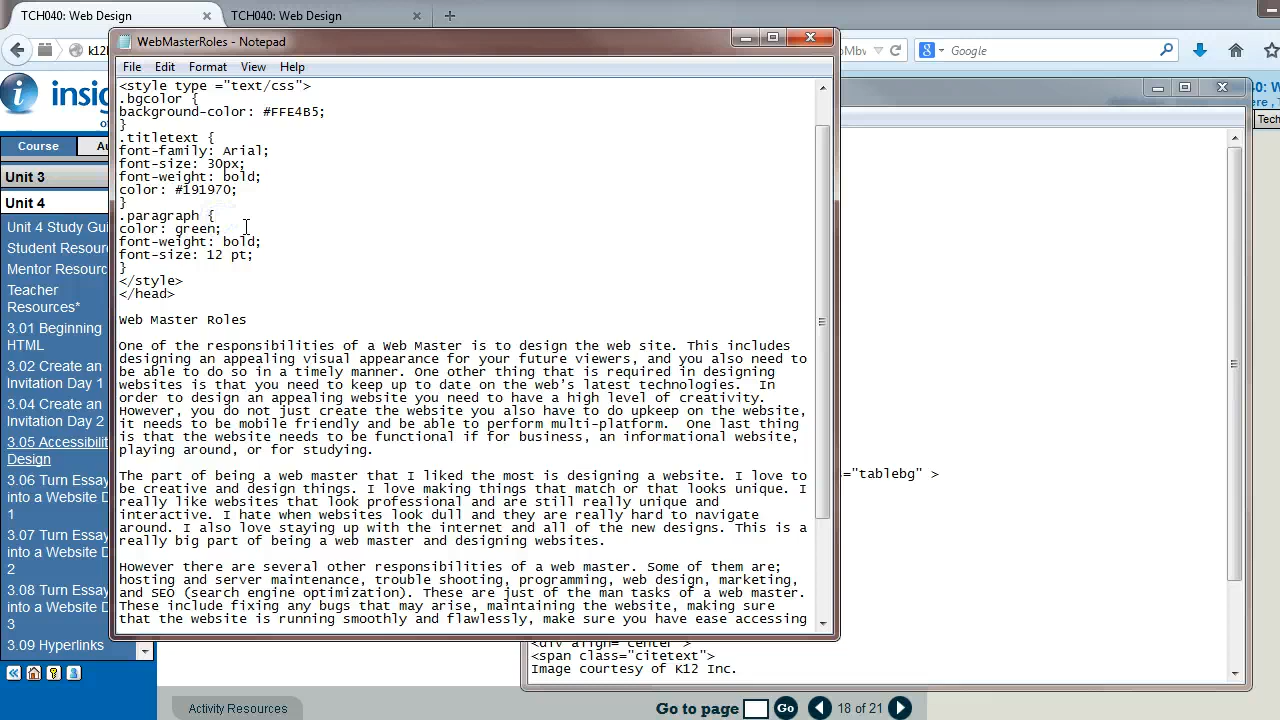 TCH040: Web Design
TCH040: Web Design
WebMasterRoles - Notepad
File Edit Format View Help
Google
<style type ="text/css">
.bgcolor {
background-color: #FFE4B5;
}
.titletext {
font-family: Arial;
font-size: 30px;
font-weight: bold;
color: #191970;
}
.paragraph {
color: green;
font-weight: bold;
font-size: 12 pt;
}
</style>
</head>
Web Master Roles
One of the responsibilities of a Web Master is to design the web site. This includes
designing an appealing visual appearance for your future viewers, and you also need to
be able to do so in a timely manner. One other thing that is required in designing
websites is that you need to keep up to date on the web's latest technologies.  In
order to design an appealing website you need to have a high level of creativity.
However, you do not just create the website you also have to do upkeep on the website,
it needs to be mobile friendly and be able to perform multi-platform.  One last thing
is that the website needs to be functional if for business, an informational website,
playing around, or for studying.
The part of being a web master that I liked the most is designing a website. I love to
be creative and design things. I love making things that match or that looks unique. I
really like websites that look professional and are still really unique and
interactive. I hate when websites look dull and they are really hard to navigate
around. I also love staying up with the internet and all of the new designs. This is a
really big part of being a web master and designing websites.
However there are several other responsibilities of a web master. Some of them are;
hosting and server maintenance, trouble shooting, programming, web design, marketing,
and SEO (search engine optimization). These are just of the man tasks of a web master.
These include fixing any bugs that may arise, maintaining the website, making sure
that the website is running smoothly and flawlessly, make sure you have ease accessing
Course
Unit 3
Unit 4
Unit 4 Study Gui
Student Resour
Mentor Resourc
Teacher
Resources*
3.01 Beginning
HTML
3.02 Create an
Invitation Day 1
3.04 Create an
Invitation Day 2
3.05 Accessibilit
Design
3.06 Turn Essay
into a Website D
1
3.07 Turn Essay
into a Website D
2
3.08 Turn Essay
into a Website D
3
3.09 Hyperlinks
="tablebg" >
<div align="center">
<span class="citetext">
Image courtesy of K12 Inc.
Activity Resources
Go to page Go 18 of 21